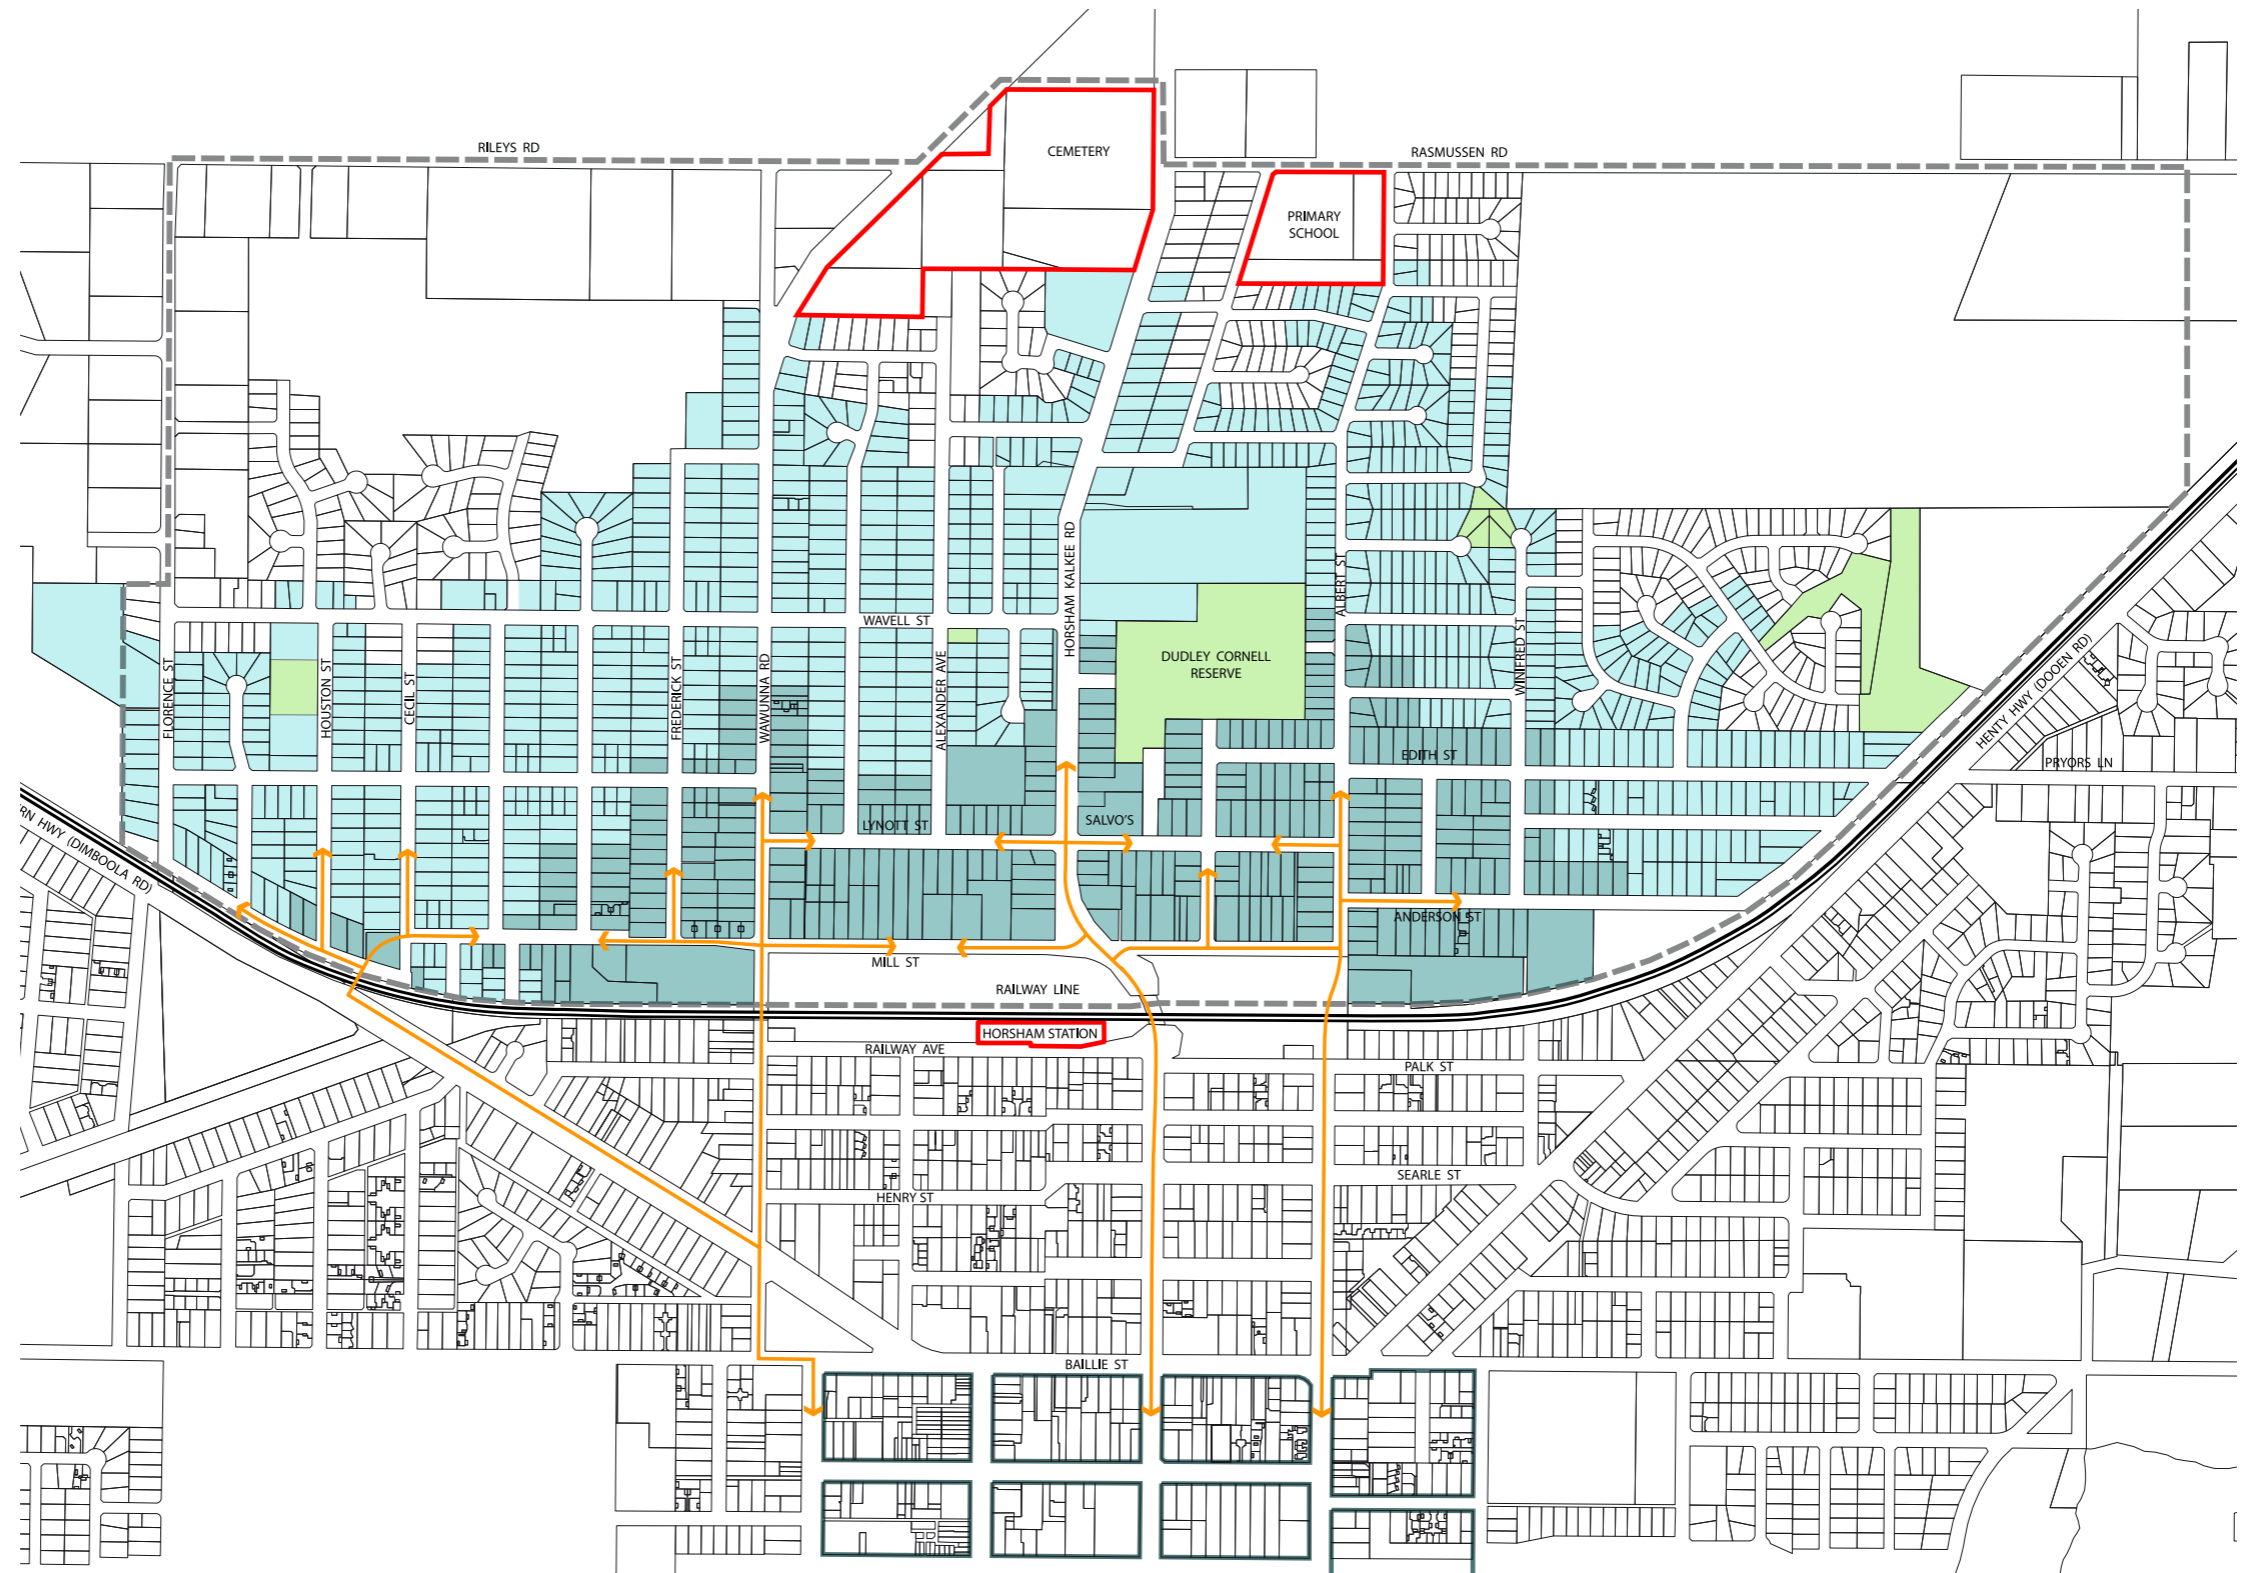 RILEYS RD
CEMETERY
RASMUSSEN RD
PRIMARY
SCHOOL
HORSHAM KALKEE RD
ALBERT ST
WAVELL ST
WINIFRED ST
DUDLEY CORNELL
RESERVE
FLORENCE ST
HOUSTON ST
CECIL ST
FREDERICK ST
WAWUNNA RD
ALEXANDER AVE
HENTY HWY (DOOEN RD)
EDITH ST
PRYORS LN
RN HWY (DIMBOOLA RD)
LYNOTT ST
SALVO'S
ANDERSON ST
MILL ST
RAILWAY LINE
HORSHAM STATION
RAILWAY AVE
PALK ST
SEARLE ST
HENRY ST
BAILLIE ST